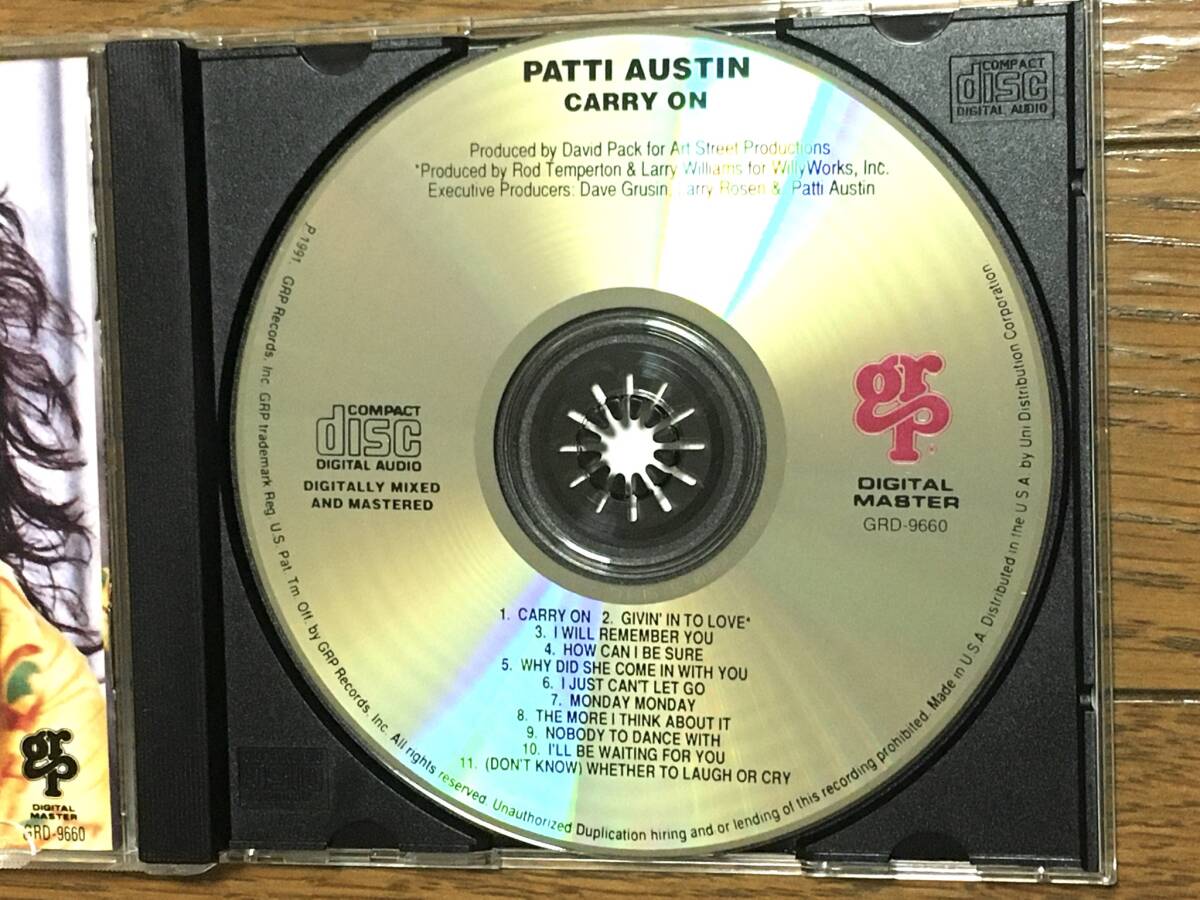 PATTI AUSTIN
CARRY ON
Produced by David Pack for Art Street Productions
*Produced by Rod Temperton & Larry Williams for WillyWorks, Inc.
Executive Producers: Dave Grusin, Larry Rosen & Patti Austin
COMPACT
disc
DIGITAL AUDIO
P 1991, GRP Records, Inc. GRP trademark Reg. U.S. Pat. Tm. Off. by GRP Records, Inc. All rights reserved. Unauthorized Duplication hiring and or lending of this recording prohibited. Made in U.S.A. Distributed in the U.S.A. by Uni Distribution Corporation.
COMPACT
disc
DIGITAL AUDIO
DIGITALLY MIXED
AND MASTERED
grp
DIGITAL
MASTER
GRD-9660
1. CARRY ON 2. GIVIN' IN TO LOVE*
3. I WILL REMEMBER YOU
4. HOW CAN I BE SURE
5. WHY DID SHE COME IN WITH YOU
6. I JUST CAN'T LET GO
7. MONDAY MONDAY
8. THE MORE I THINK ABOUT IT
9. NOBODY TO DANCE WITH
10. I'LL BE WAITING FOR YOU
11. (DON'T KNOW) WHETHER TO LAUGH OR CRY
grp
DIGITAL
MASTER
GRD-9660